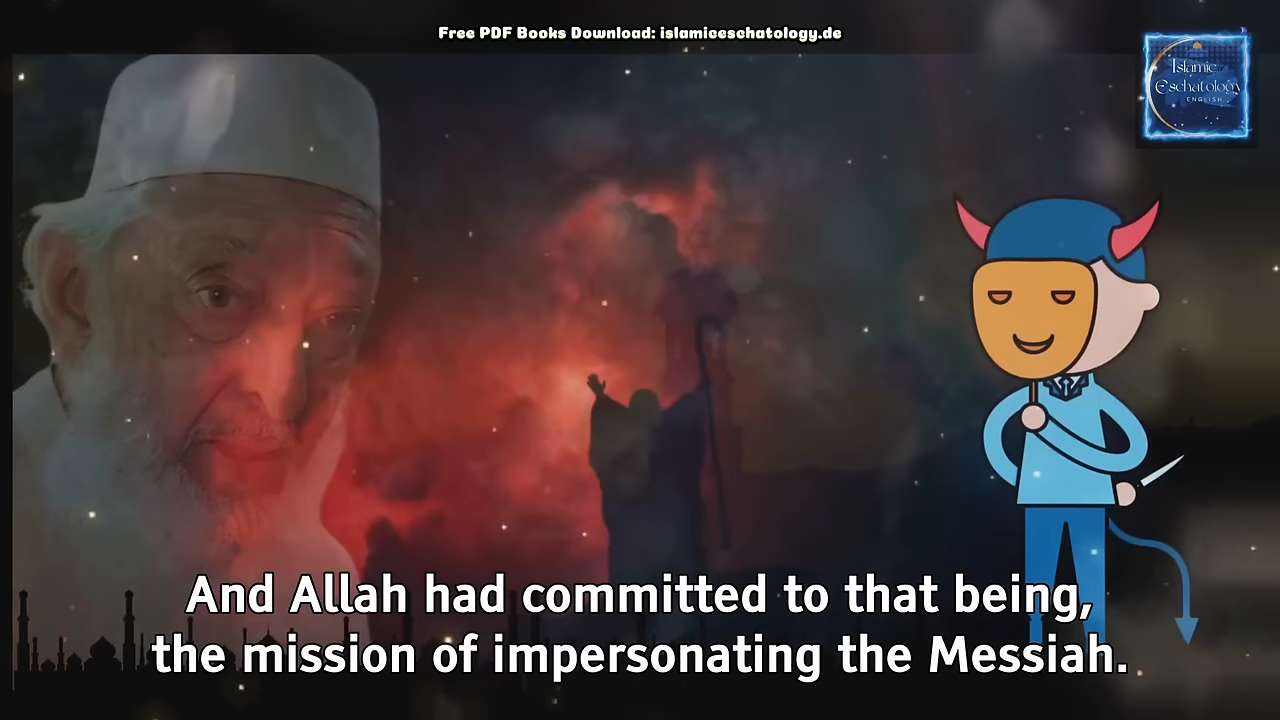 Free PDF Books Download: islamiceschatology.de
Islamic
Eschatology
ENGLISH
And Allah had committed to that being,
the mission of impersonating the Messiah.